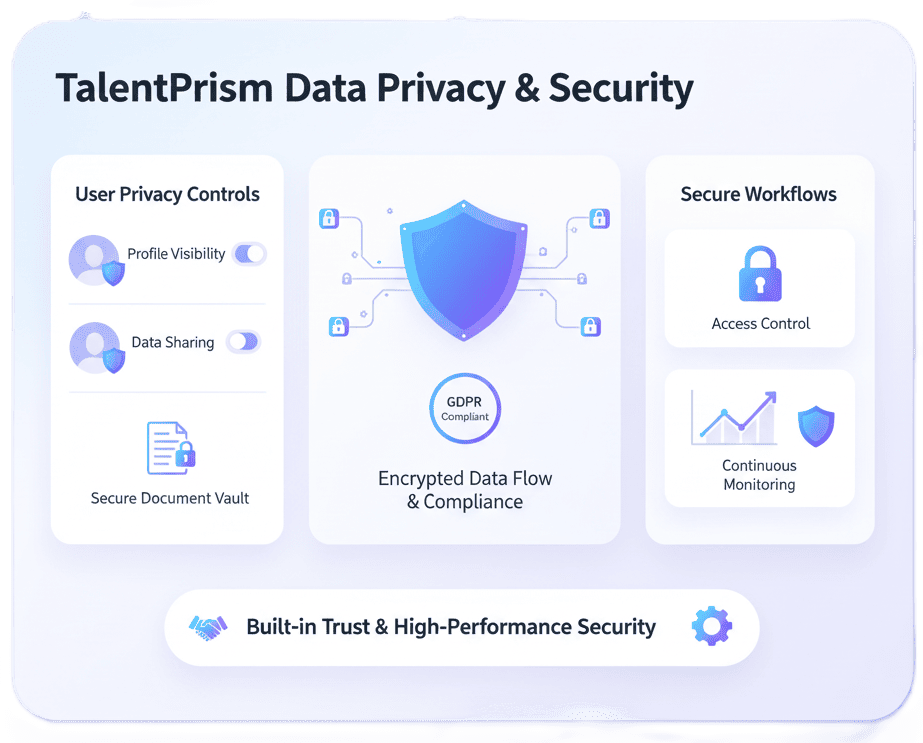 TalentPrism Data Privacy & Security
User Privacy Controls
Profile Visibility
Data Sharing
Secure Document Vault
GDPR
Compliant
Encrypted Data Flow
& Compliance
Secure Workflows
Access Control
Continuous
Monitoring
Built-in Trust & High-Performance Security